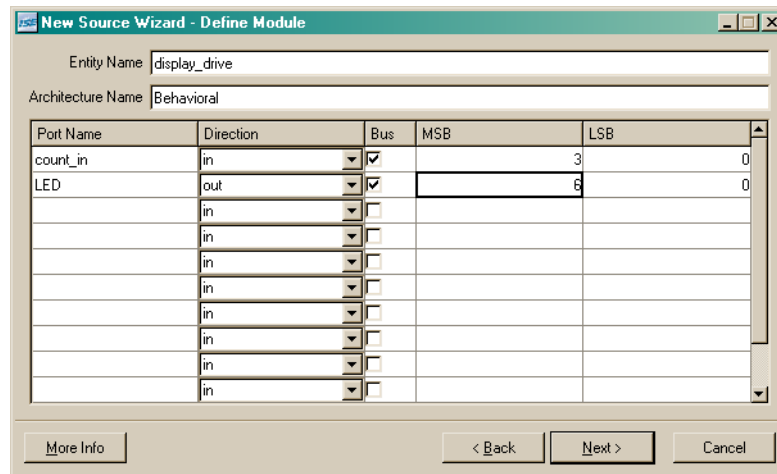 ISE New Source Wizard - Define Module
Entity Name display_drive
Architecture Name Behavioral
Port Name Direction Bus MSB LSB
count_in in 3 0
LED out 6 0
in
in
in
in
in
in
in
in
More Info < Back Next > Cancel